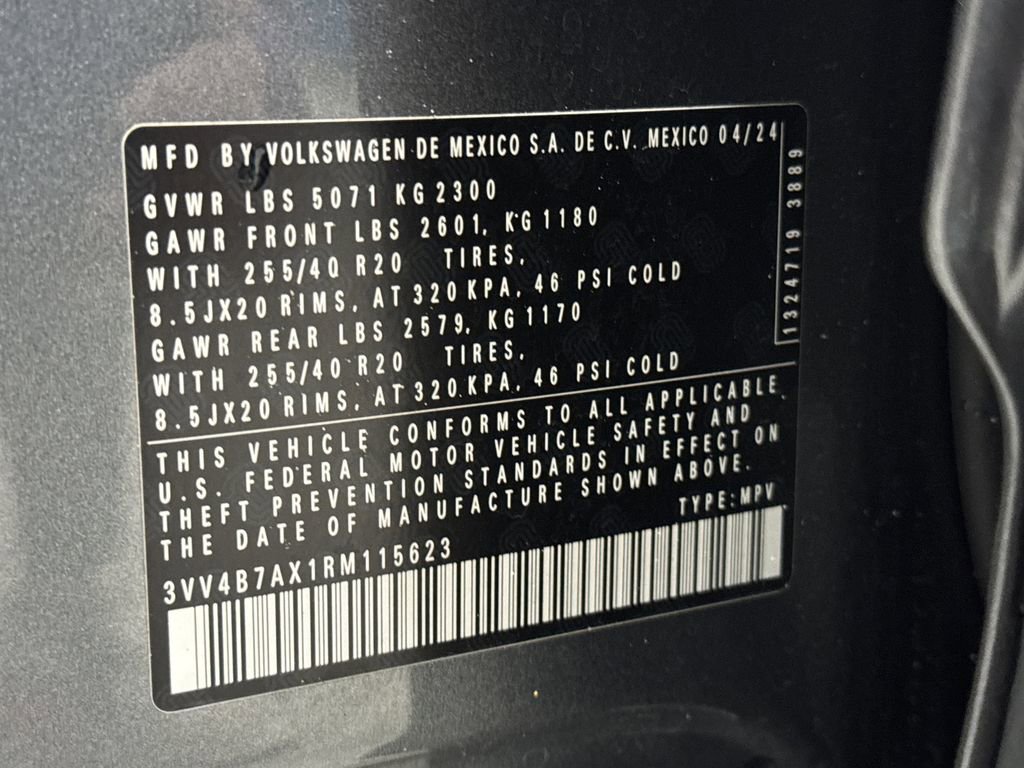 MFD BY VOLKSWAGEN DE MEXICO S.A. DE C.V. MEXICO 04/24
GVWR LBS 5071 KG 2300
GAWR FRONT LBS 2601, KG 1180
WITH 255/40 R20 TIRES,
8.5JX20 RIMS, AT 320 KPA, 46 PSI COLD
GAWR REAR LBS 2579, KG 1170
WITH 255/40 R20 TIRES,
8.5JX20 RIMS, AT 320 KPA, 46 PSI COLD
1324719 3889
THIS VEHICLE CONFORMS TO ALL APPLICABLE
U.S. FEDERAL MOTOR VEHICLE SAFETY AND
THEFT PREVENTION STANDARDS IN EFFECT ON
THE DATE OF MANUFACTURE SHOWN ABOVE.
TYPE:MPV
3VV4B7AX1RM115623